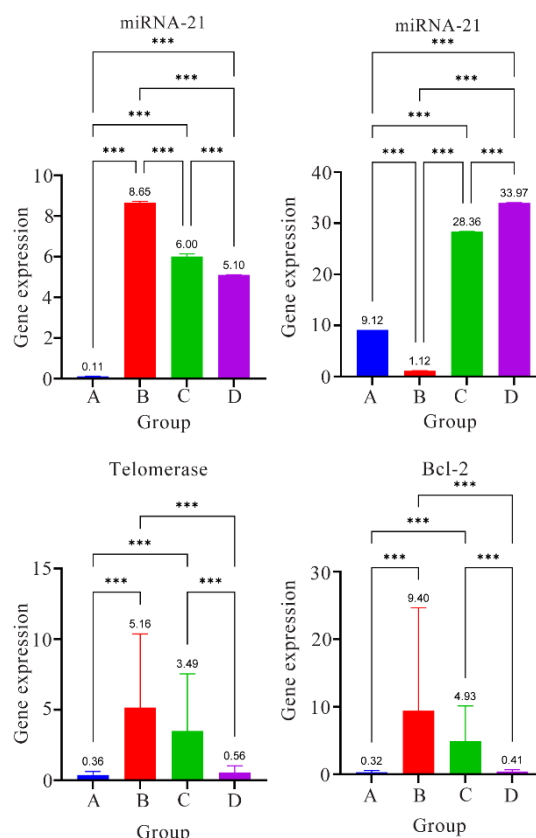 miRNA-21
***
***
***
*** *** ***
Gene expression
10
8
6
4
2
0
0.11
8.65
6.00
5.10
A B C D
Group
miRNA-21
***
***
***
*** *** ***
Gene expression
40
30
20
10
0
9.12
1.12
28.36
33.97
A B C D
Group
Telomerase
***
***
*** ***
Gene expression
15
10
5
0
0.36
5.16
3.49
0.56
A B C D
Group
Bcl-2
***
***
*** ***
Gene expression
30
20
10
0
0.32
9.40
4.93
0.41
A B C D
Group